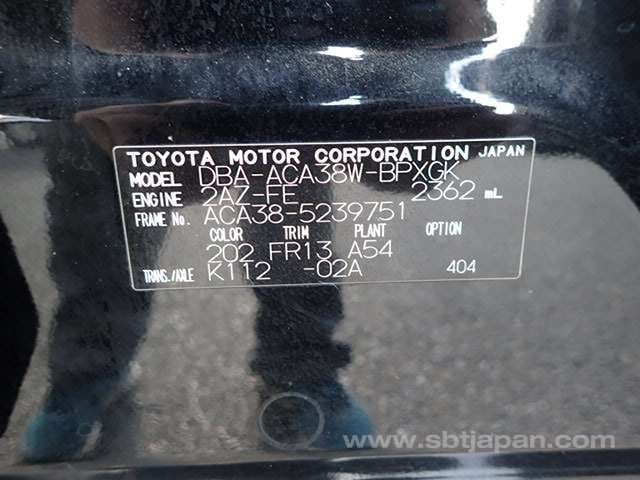 TOYOTA MOTOR CORPORATION JAPAN
MODEL DBA-ACA38W-BPXGK
ENGINE 2AZ-FE 2362 mL
FRAME No. ACA38-5239751
COLOR TRIM PLANT OPTION
202 FR13 A54
TRANS./AXLE K112 -02A 404
www.sbtjapan.com